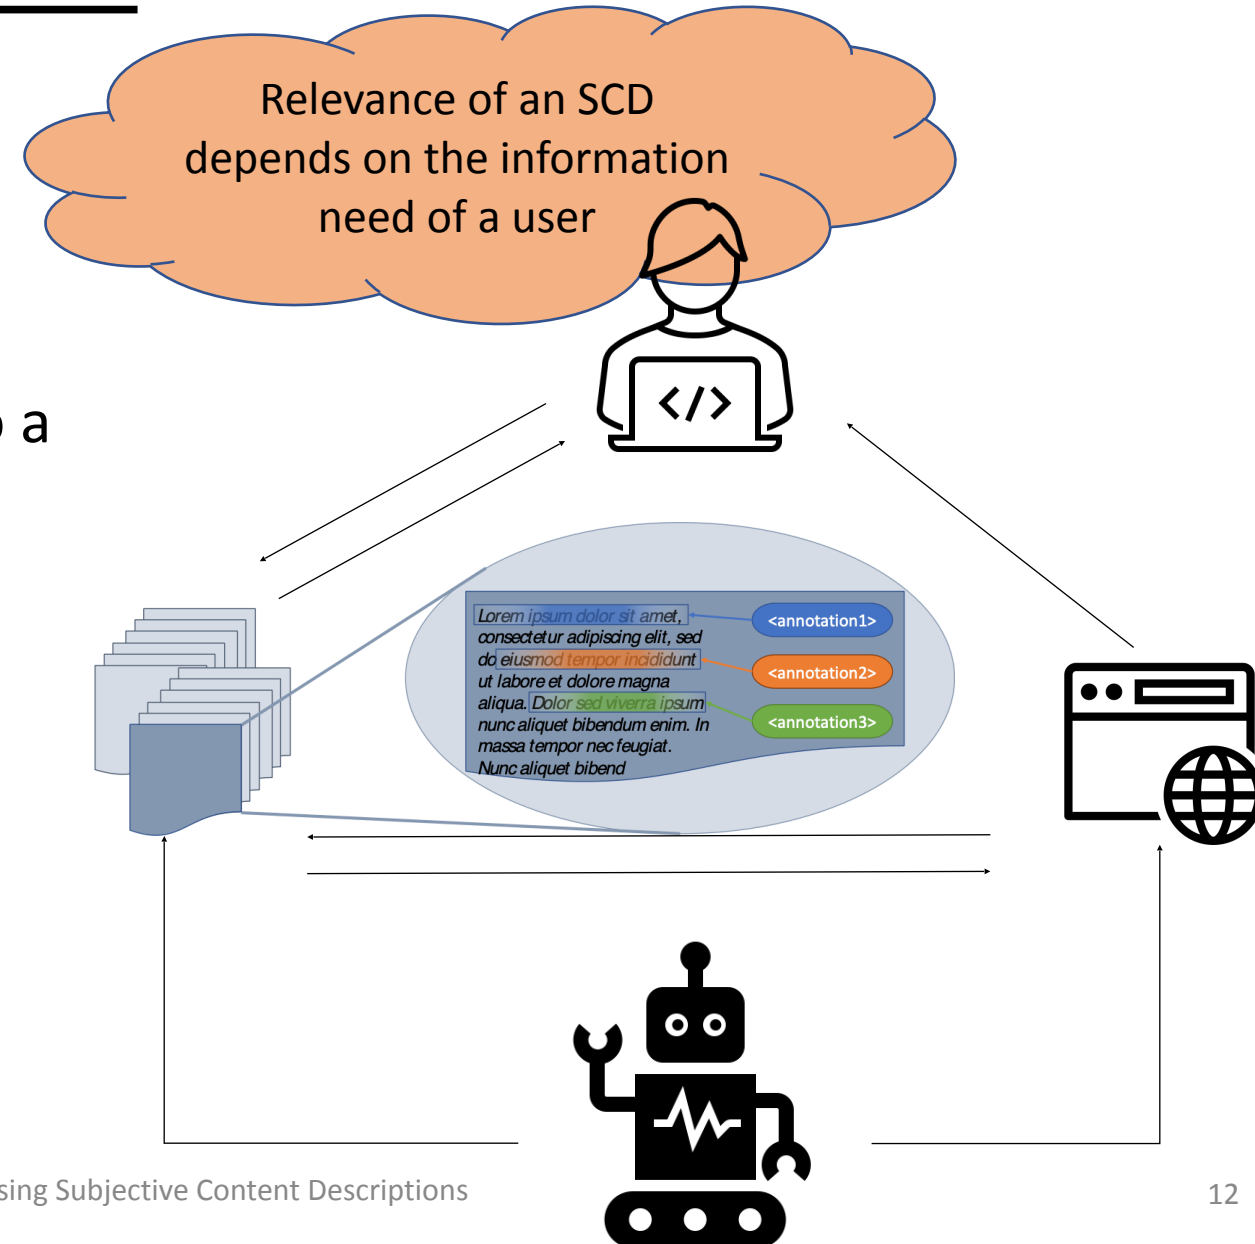 Relevance of an SCD
depends on the information
need of a user
a
</>
Lorem ipsum dolor sit amet,
consectetur adipiscing elit, sed
do eiusmod tempor incididunt
ut labore et dolore magna
aliqua. Dolor sed viverra ipsum
nunc aliquet bibendum enim. In
massa tempor nec feugiat.
Nunc aliquet bibend
<annotation1>
<annotation2>
<annotation3>
sing Subjective Content Descriptions
12